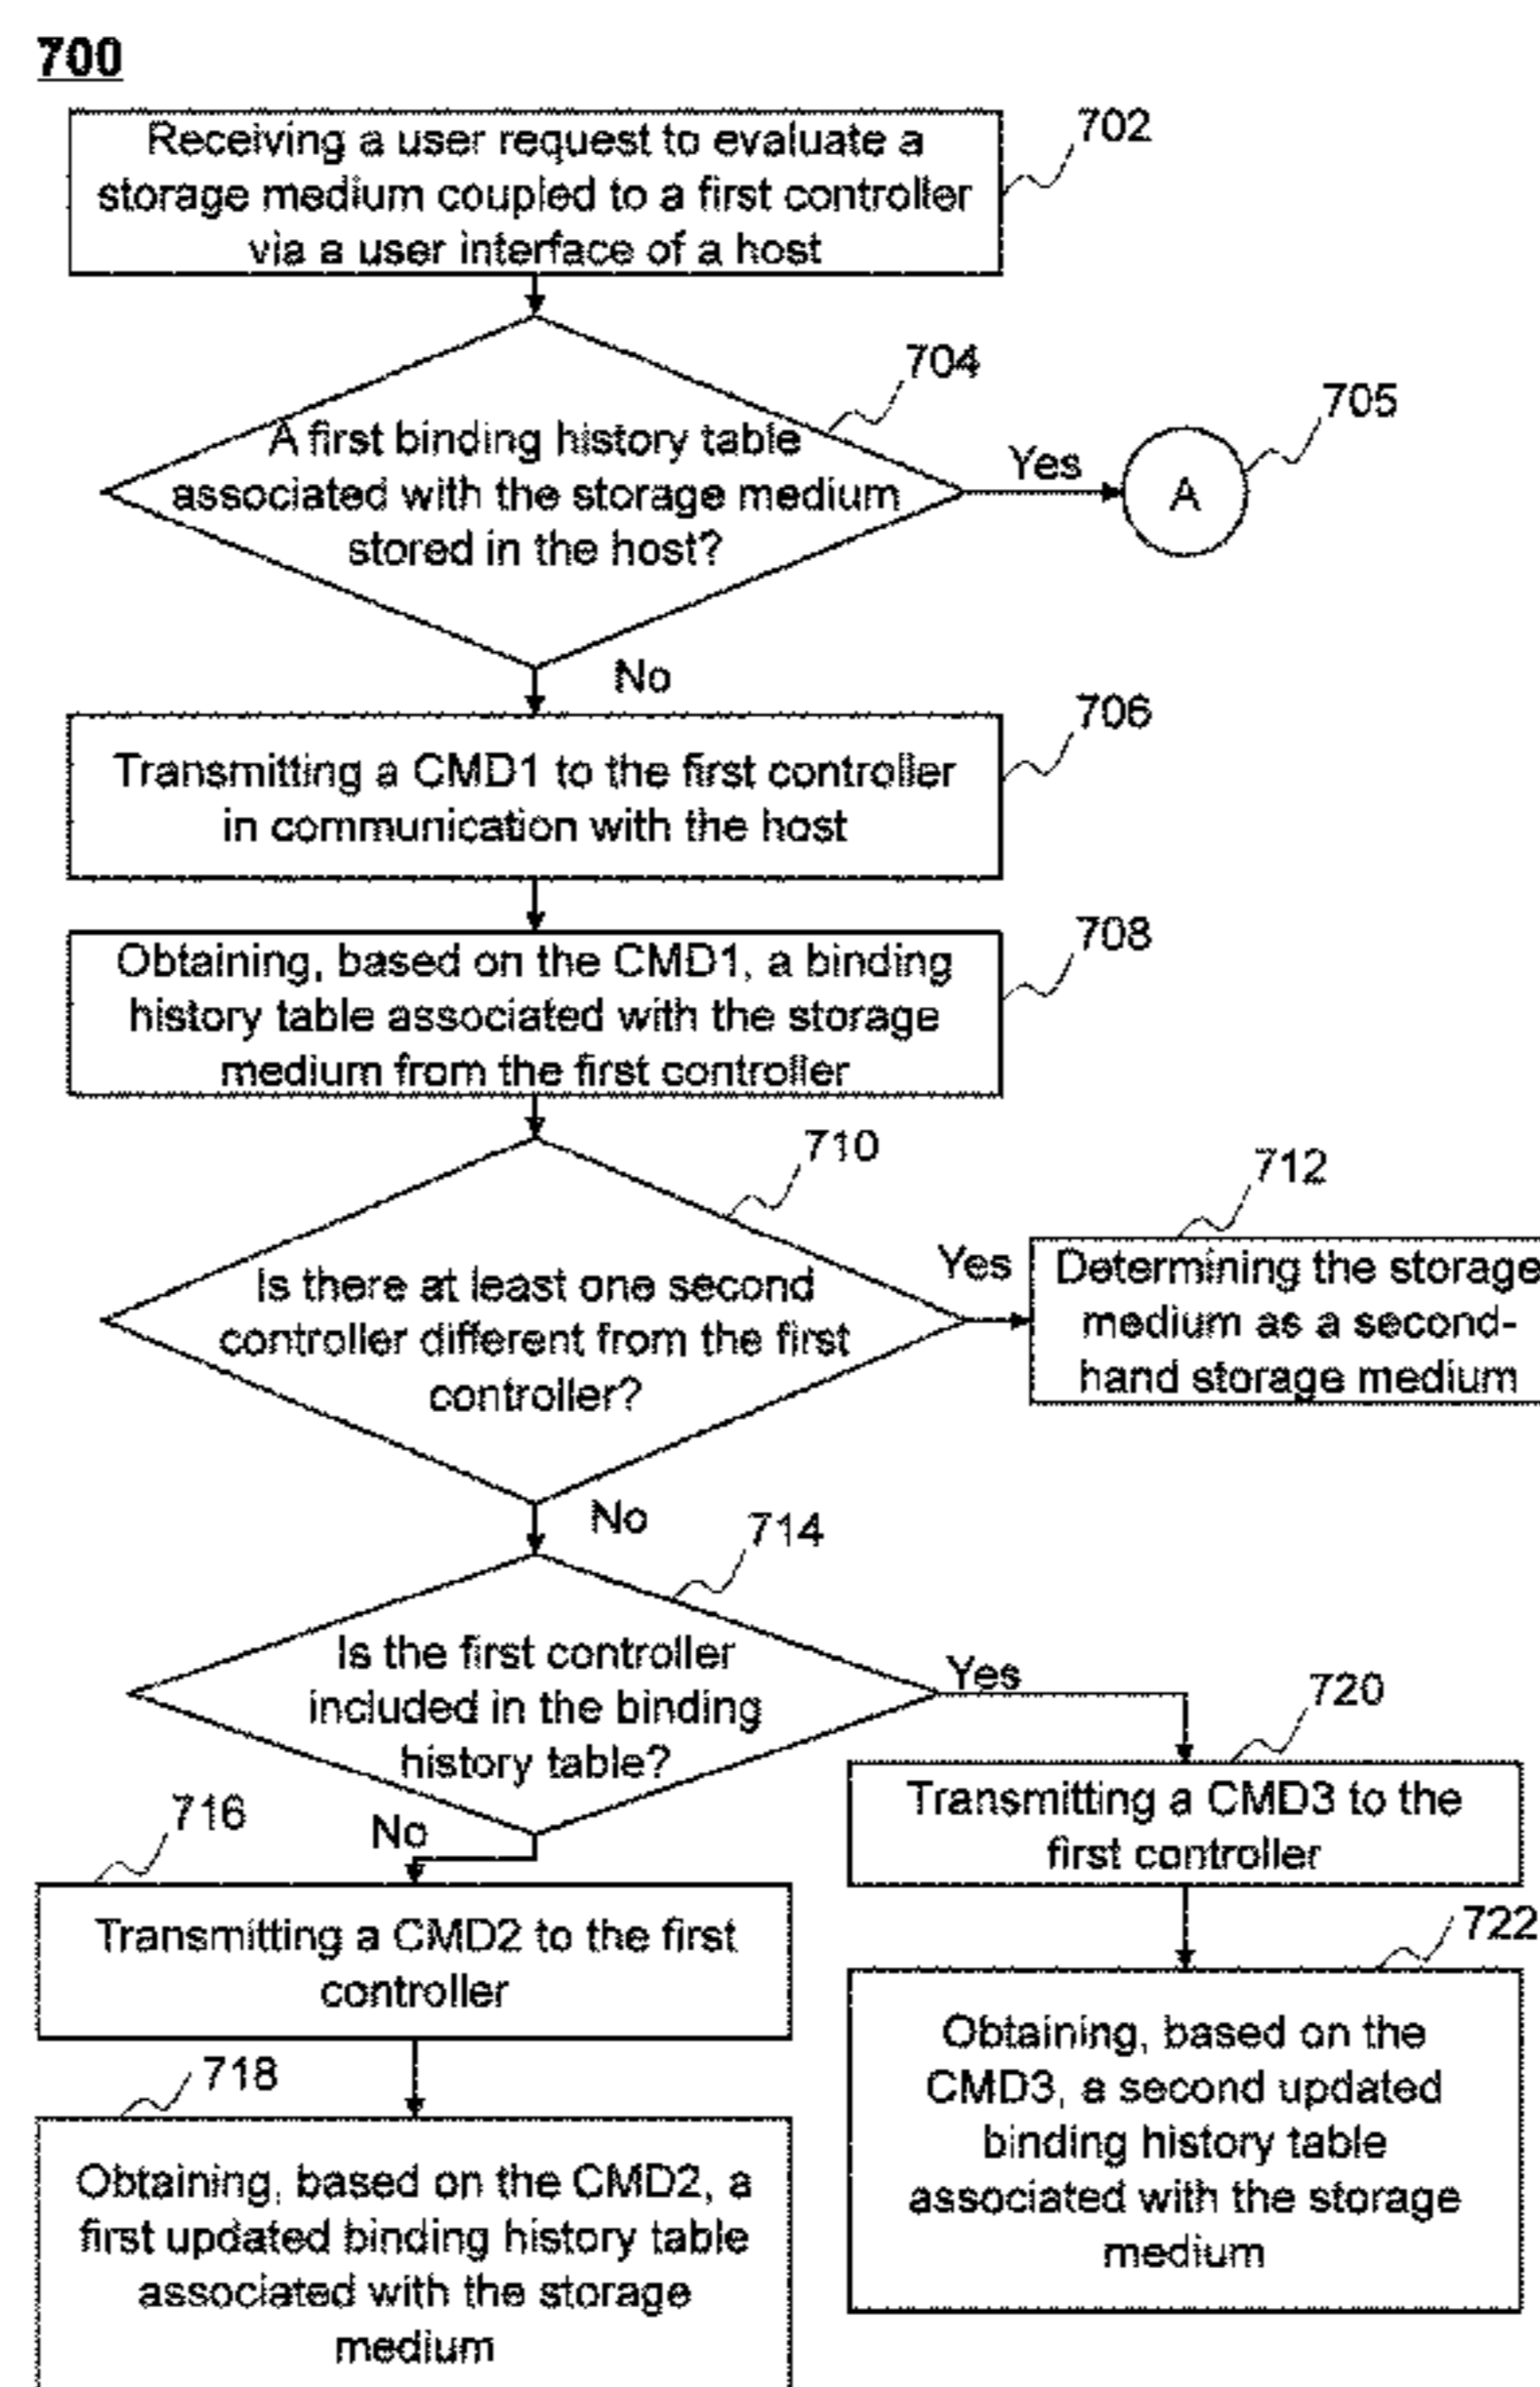 700
Receiving a user request to evaluate a
storage medium coupled to a first controller
via a user interface of a host
702
704
A first binding history table
associated with the storage medium
stored in the host?
Yes
A
705
No
706
Transmitting a CMD1 to the first controller
in communication with the host
708
Obtaining, based on the CMD1, a binding
history table associated with the storage
medium from the first controller
710
Is there at least one second
controller different from the first
controller?
Yes
712
Determining the storage
medium as a second-
hand storage medium
No
714
Is the first controller
included in the binding
history table?
Yes
720
Transmitting a CMD3 to the
first controller
No
716
Transmitting a CMD2 to the first
controller
722
Obtaining, based on the
CMD3, a second updated
binding history table
associated with the storage
medium
718
Obtaining, based on the CMD2, a
first updated binding history table
associated with the storage
medium